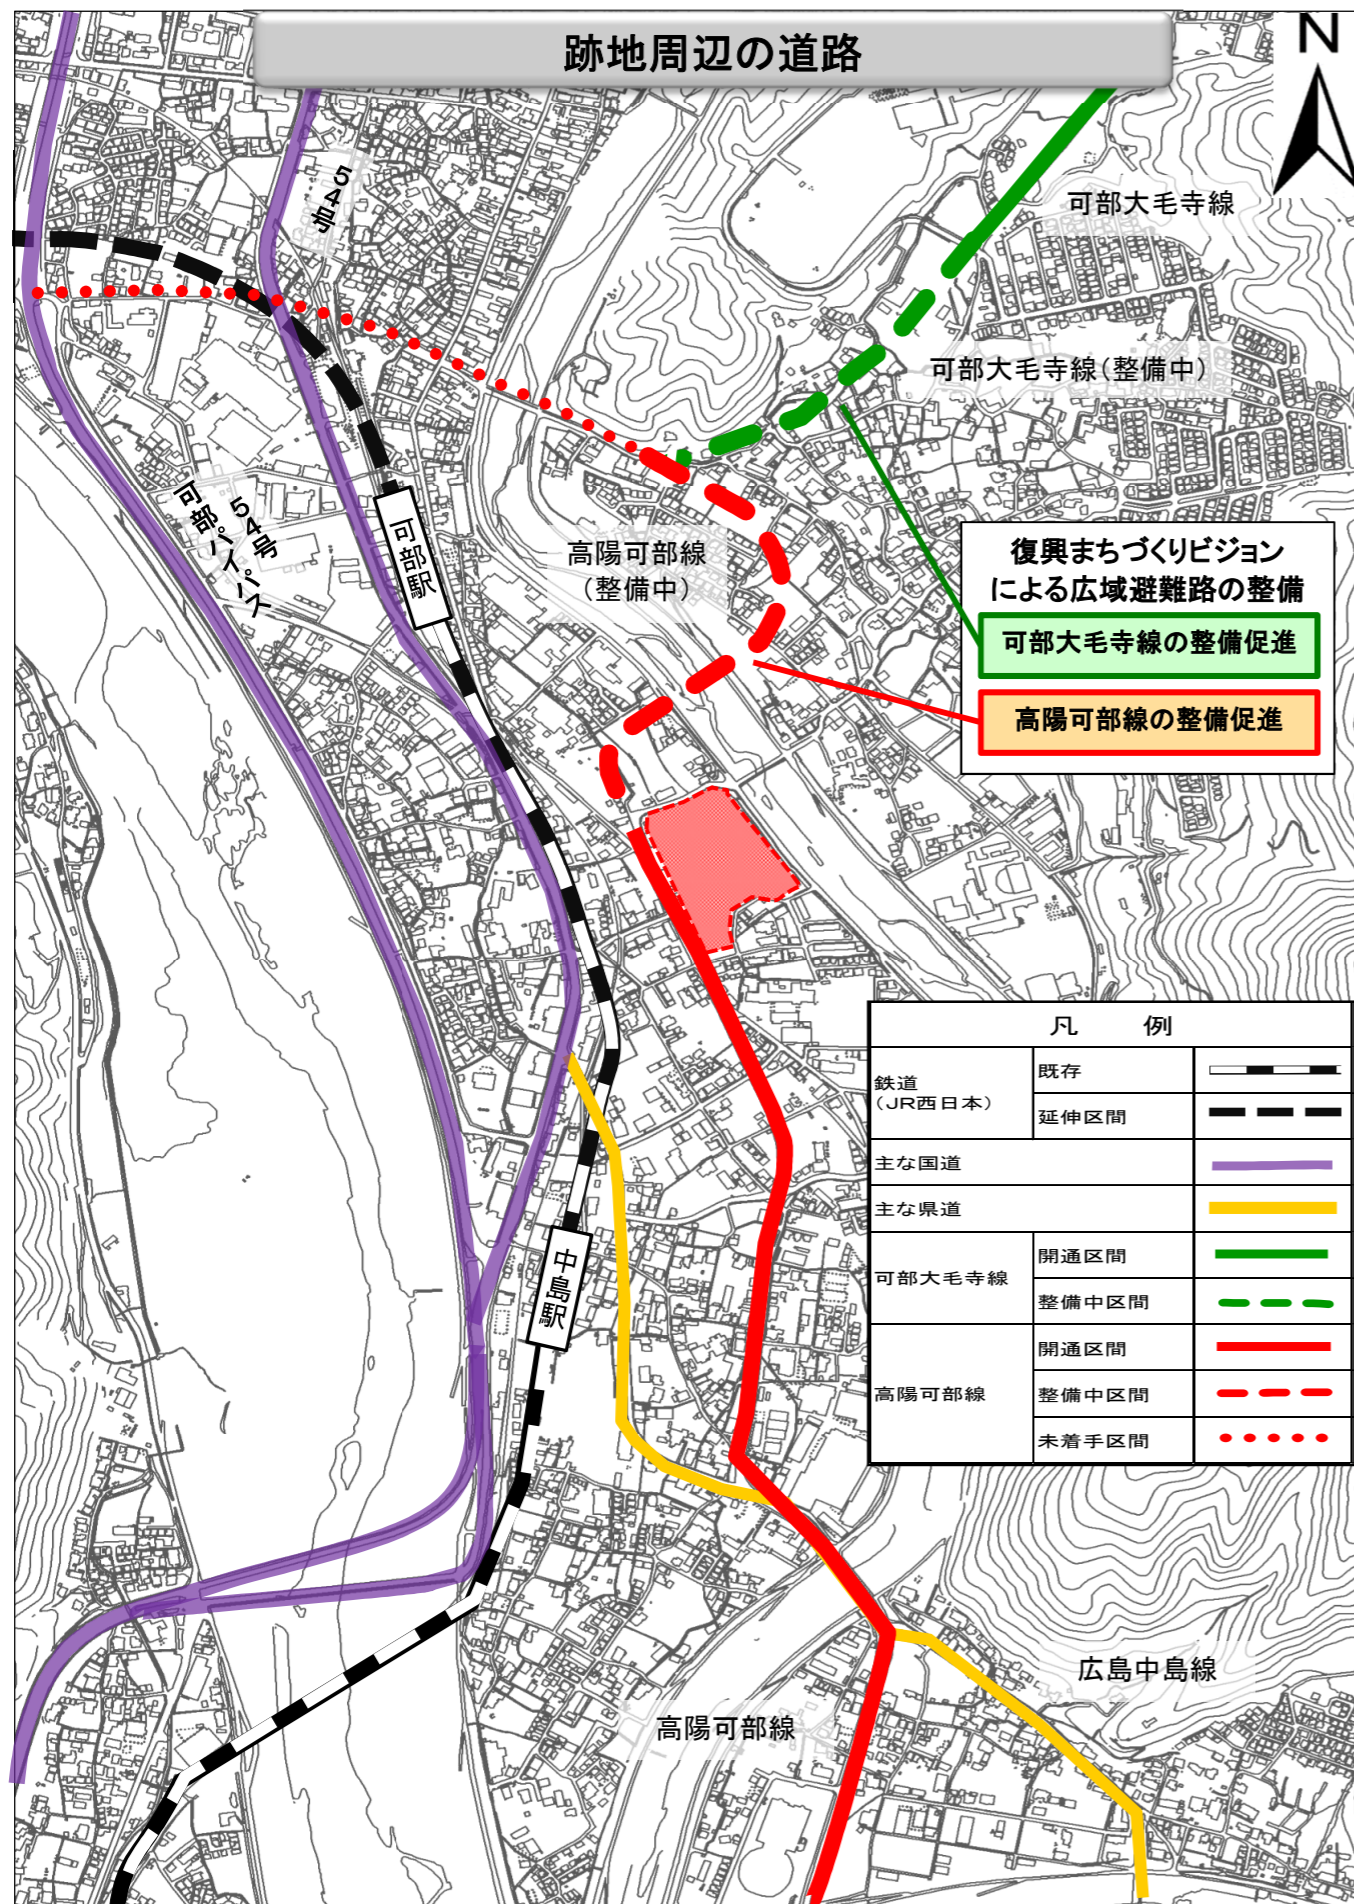 跡地周辺の道路
N
54号
可部大毛寺線
可部大毛寺線(整備中)
54号
可部バイパス
可部駅
高陽可部線
(整備中)
復興まちづくりビジョン
による広域避難路の整備
可部大毛寺線の整備促進
高陽可部線の整備促進
凡 例
鉄道
(JR西日本)
既存
延伸区間
主な国道
主な県道
可部大毛寺線
開通区間
整備中区間
高陽可部線
開通区間
整備中区間
未着手区間
中島駅
広島中島線
高陽可部線